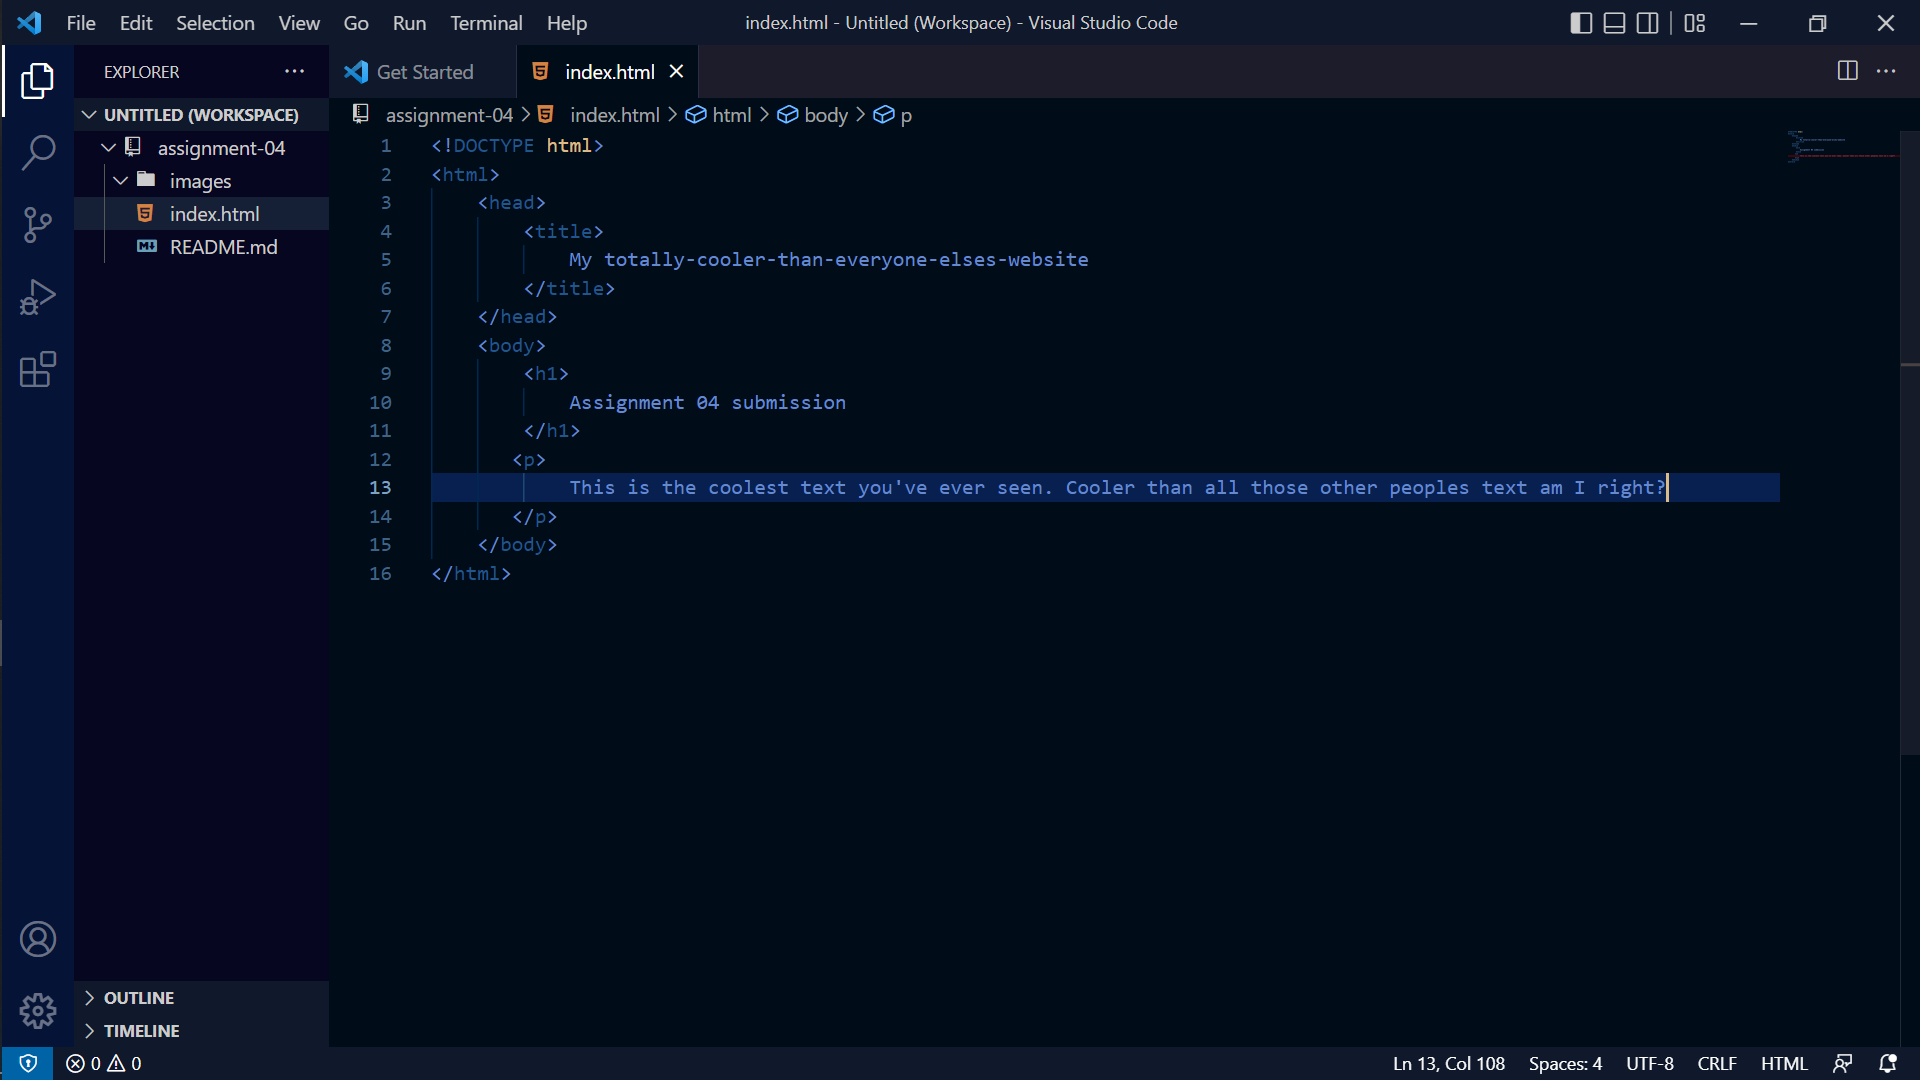 File Edit Selection View Go Run Terminal Help
index.html - Untitled (Workspace) - Visual Studio Code
EXPLORER
Get Started
index.html
UNTITLED (WORKSPACE)
assignment-04
images
index.html
README.md
OUTLINE
TIMELINE
assignment-04 > index.html > html > body > p
1 <!DOCTYPE html>
2 <html>
3 <head>
4 <title>
5 My totally-cooler-than-everyone-elses-website
6 </title>
7 </head>
8 <body>
9 <h1>
10 Assignment 04 submission
11 </h1>
12 <p>
13 This is the coolest text you've ever seen. Cooler than all those other peoples text am I right?
14 </p>
15 </body>
16 </html>
0 0
Ln 13, Col 108 Spaces: 4 UTF-8 CRLF HTML